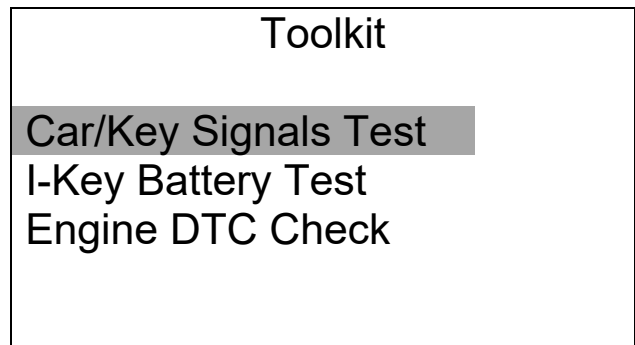 Toolkit
Car/Key Signals Test
I-Key Battery Test
Engine DTC Check